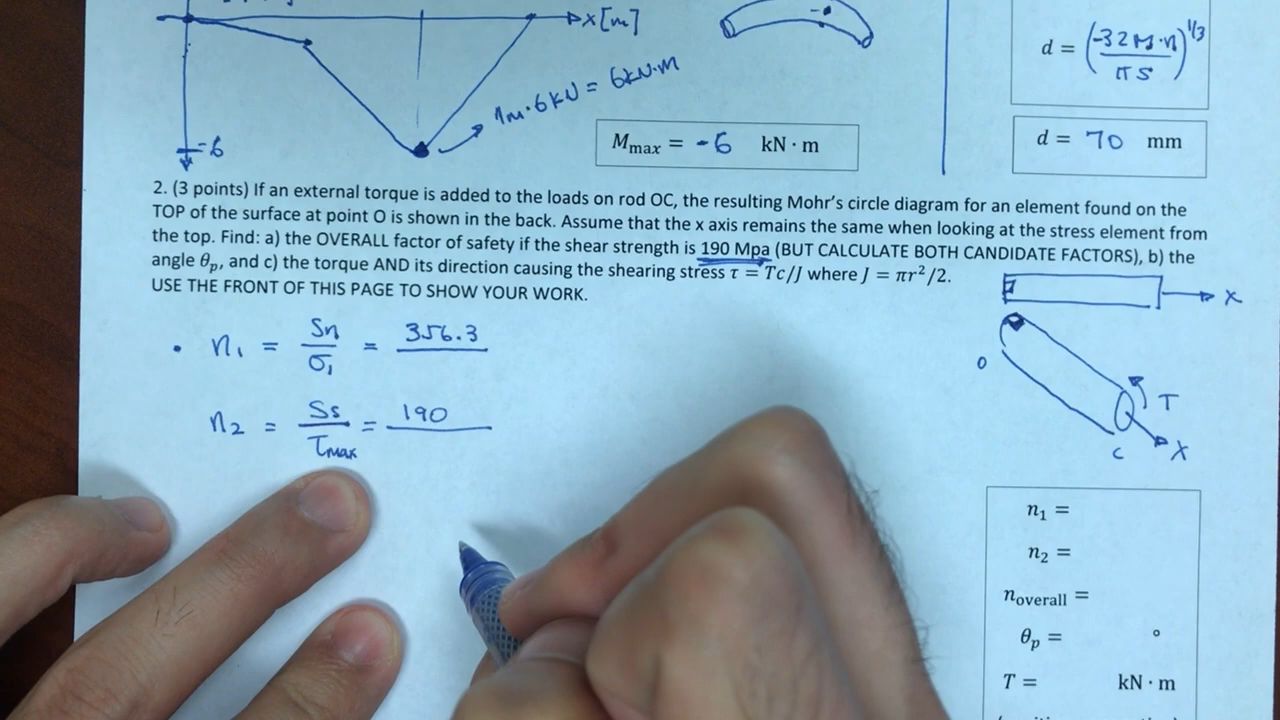 x[m]
-6
1m·6kN = 6kN·m
M_max = -6 kN · m
d = (-32M·n / πS)^1/3
d = 70 mm
2. (3 points) If an external torque is added to the loads on rod OC, the resulting Mohr's circle diagram for an element found on the
TOP of the surface at point O is shown in the back. Assume that the x axis remains the same when looking at the stress element from
the top. Find: a) the OVERALL factor of safety if the shear strength is 190 Mpa (BUT CALCULATE BOTH CANDIDATE FACTORS), b) the
angle θp, and c) the torque AND its direction causing the shearing stress τ = Tc/J where J = πr²/2.
USE THE FRONT OF THIS PAGE TO SHOW YOUR WORK.
x
• n₁ = Sn / σ₁ = 356.3
O
T
n₂ = Ss / τmax = 190
C
X
n₁ =
n₂ =
n_overall =
θp = °
T = kN · m